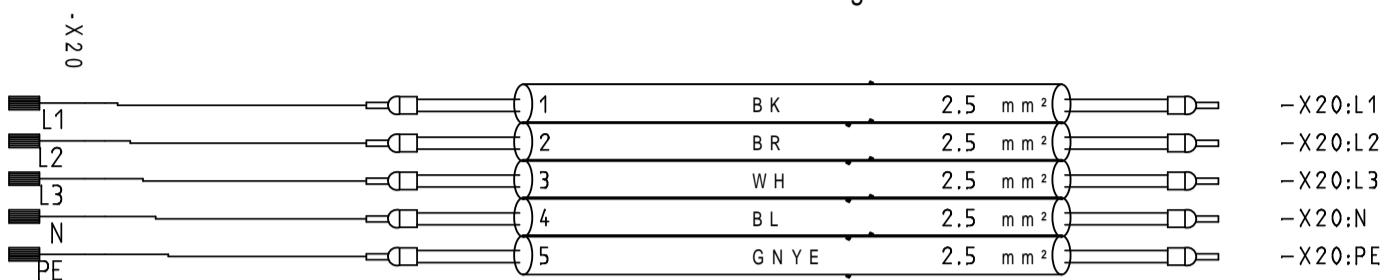 -X20
L1 1 BK 2.5 mm² -X20:L1
L2 2 BR 2.5 mm² -X20:L2
L3 3 WH 2.5 mm² -X20:L3
N 4 BL 2.5 mm² -X20:N
PE 5 GNYE 2.5 mm² -X20:PE